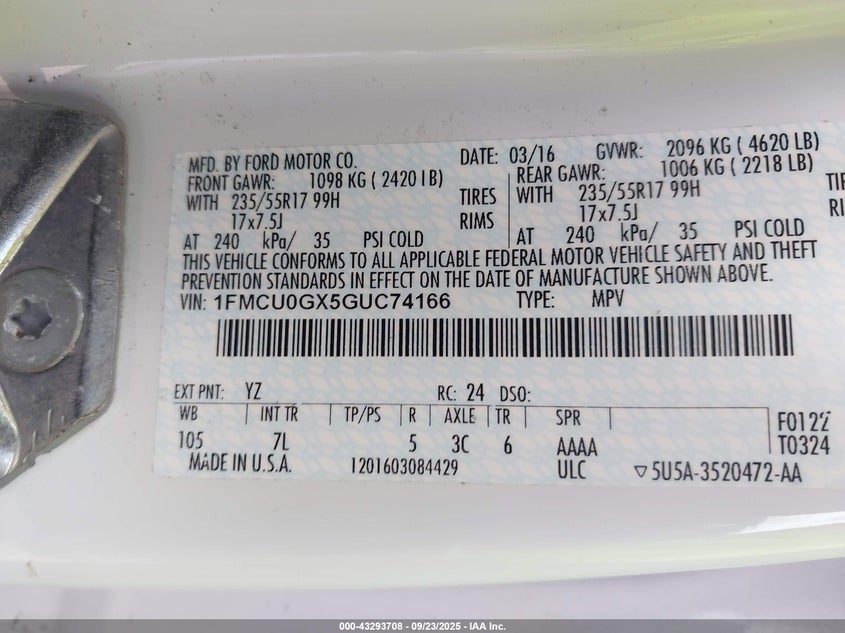 MFD. BY FORD MOTOR CO. DATE: 03/16 GVWR: 2096 KG ( 4620 LB)
FRONT GAWR: 1098 KG ( 2420 LB) REAR GAWR: 1006 KG ( 2218 LB)
WITH 235/55R17 99H TIRES WITH 235/55R17 99H TIR
17x7.5J RIMS 17x7.5J RI
AT 240 kPa/ 35 PSI COLD AT 240 kPa/ 35 PSI COLD
THIS VEHICLE CONFORMS TO ALL APPLICABLE FEDERAL MOTOR VEHICLE SAFETY AND THEFT
PREVENTION STANDARDS IN EFFECT ON THE DATE OF MANUFACTURE SHOWN ABOVE.
VIN: 1FMCU0GX5GUC74166 TYPE: MPV
EXT PNT: YZ RC: 24 DSO:
WB INT TR TP/PS R AXLE TR SPR F0122
105 7L 5 3C 6 AAAA T0324
MADE IN U.S.A. 1201603084429 ULC ▽5U5A-3520472-AA
000-43293708 - 09/23/2025 - IAA Inc.